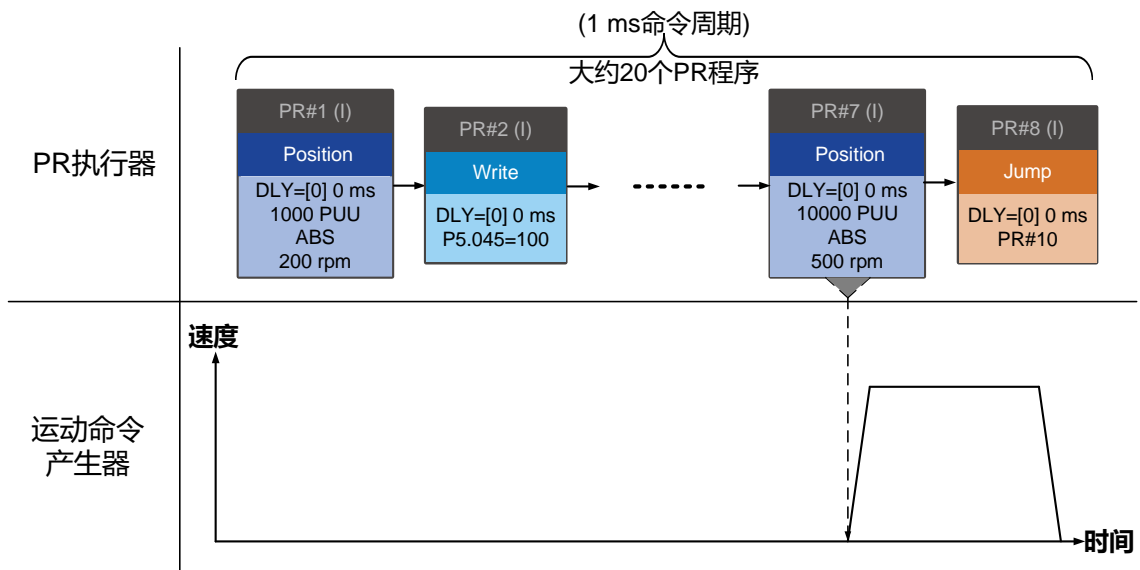 (1 ms命令周期)
大约20个PR程序
PR执行器
PR#1 (I)
Position
DLY=[0] 0 ms
1000 PUU
ABS
200 rpm
PR#2 (I)
Write
DLY=[0] 0 ms
P5.045=100
PR#7 (I)
Position
DLY=[0] 0 ms
10000 PUU
ABS
500 rpm
PR#8 (I)
Jump
DLY=[0] 0 ms
PR#10
速度
运动命令
产生器
时间